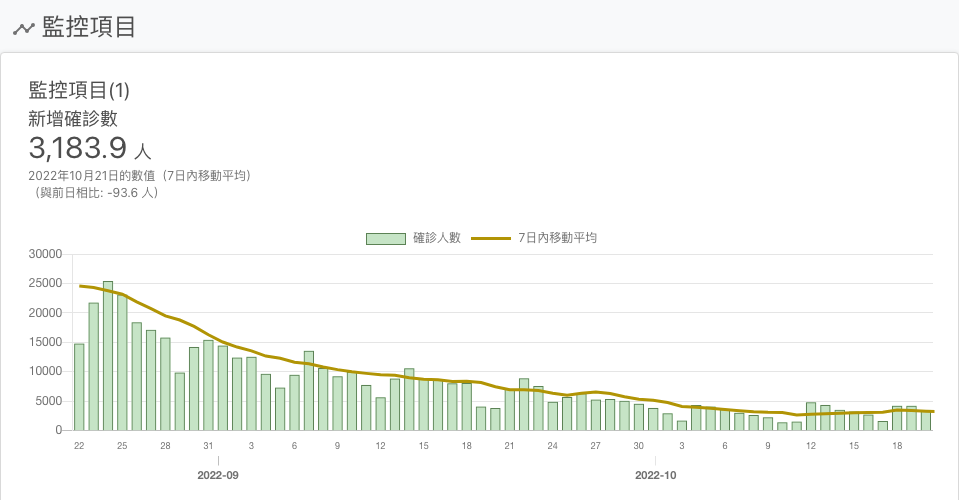 監控項目
監控項目(1)
新增確診數
3,183.9 人
2022年10月21日的數值（7日內移動平均）
（與前日相比: -93.6 人）
確診人數 7日內移動平均
30000
25000
20000
15000
10000
5000
0
22 25 28 31 3 6 9 12 15 18 21 24 27 30 3 6 9 12 15 18
2022-09 2022-10